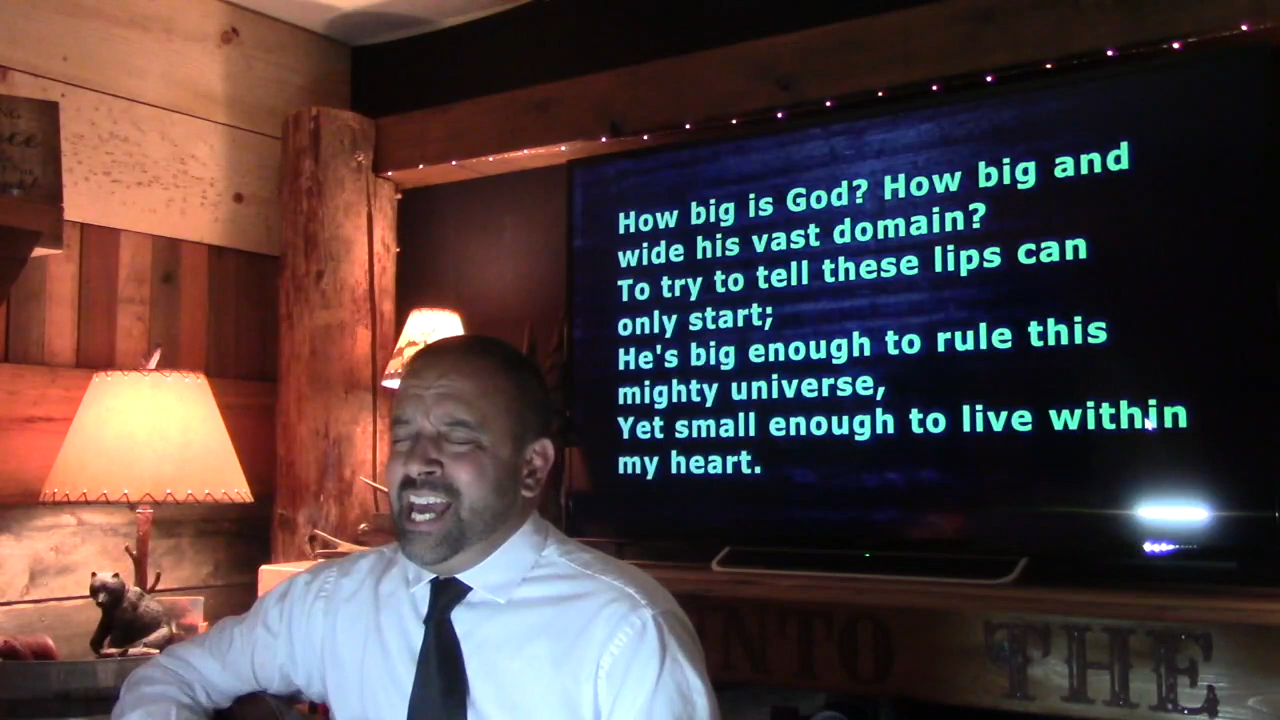 How big is God? How big and
wide his vast domain?
To try to tell these lips can
only start;
He's big enough to rule this
mighty universe,
Yet small enough to live within
my heart.
INTO THE